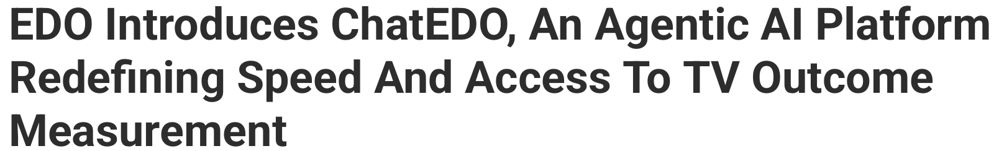 EDO Introduces ChatEDO, An Agentic AI Platform
Redefining Speed And Access To TV Outcome
Measurement